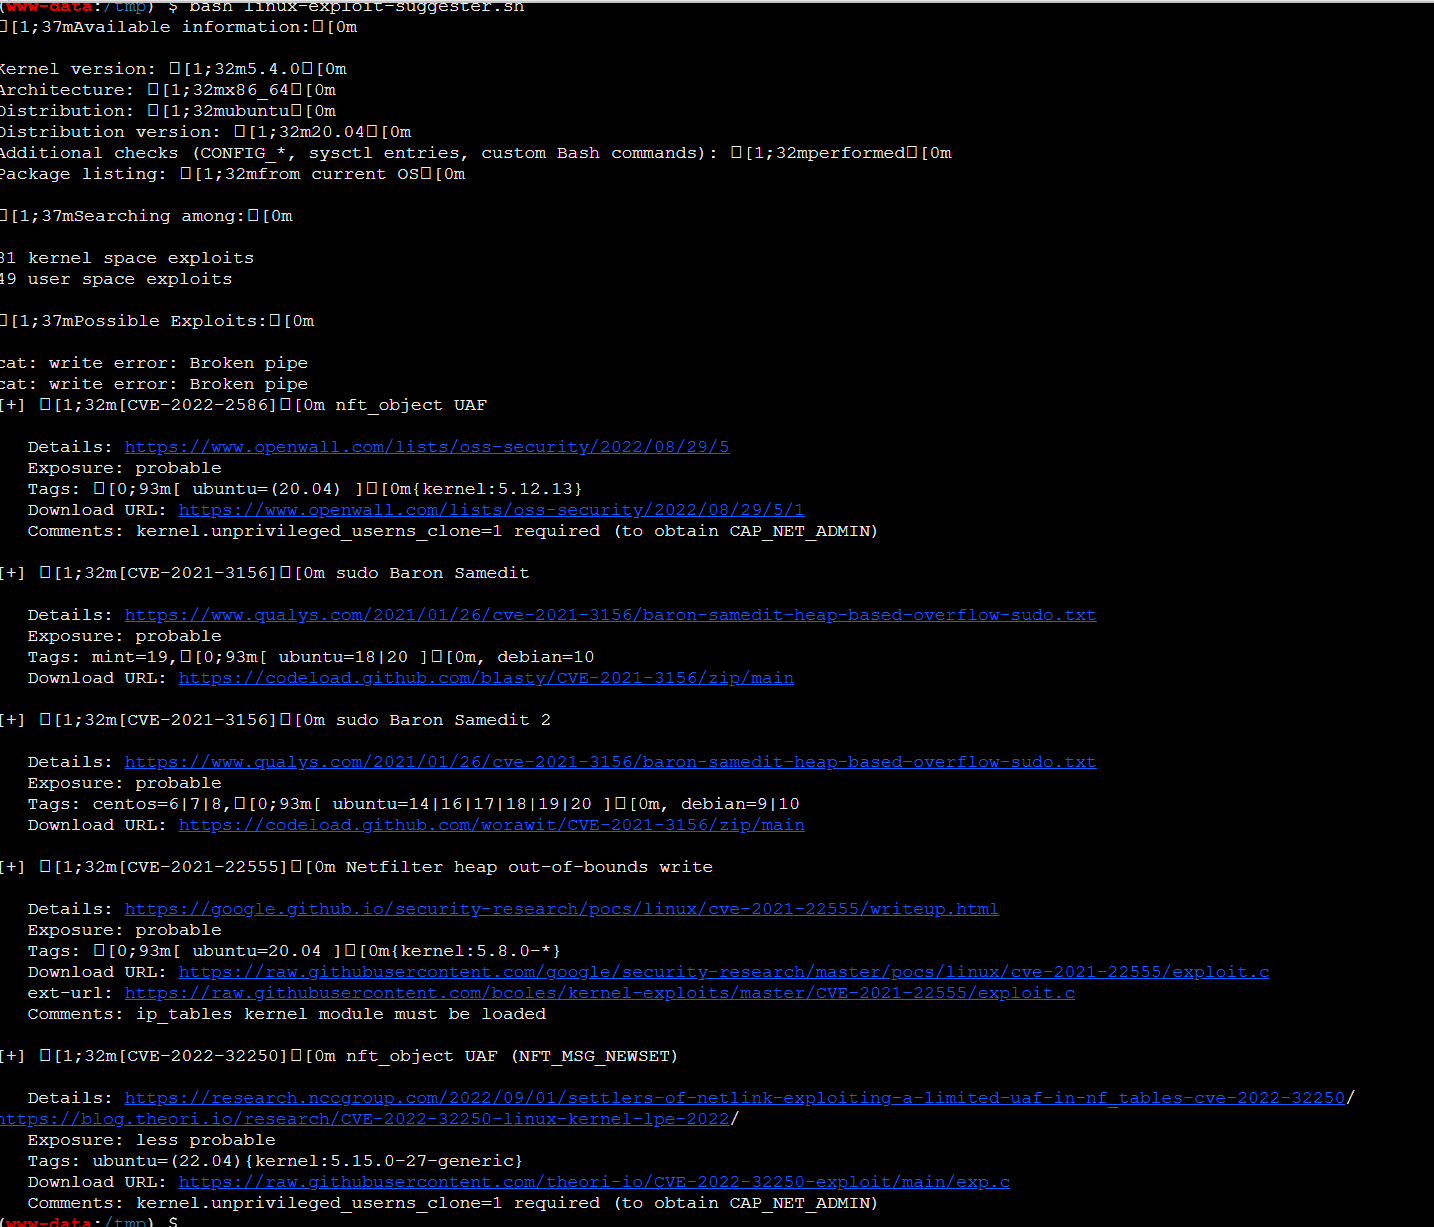 (www-data:/tmp) $ bash linux-exploit-suggester.sh
□[1;37mAvailable information:□[0m
Kernel version: □[1;32m5.4.0□[0m
Architecture: □[1;32mx86_64□[0m
Distribution: □[1;32mubuntu□[0m
Distribution version: □[1;32m20.04□[0m
Additional checks (CONFIG_*, sysctl entries, custom Bash commands): □[1;32mperformed□[0m
Package listing: □[1;32mfrom current OS□[0m
□[1;37mSearching among:□[0m
81 kernel space exploits
49 user space exploits
□[1;37mPossible Exploits:□[0m
cat: write error: Broken pipe
cat: write error: Broken pipe
[+] □[1;32m[CVE-2022-2586]□[0m nft_object UAF
Details: https://www.openwall.com/lists/oss-security/2022/08/29/5
Exposure: probable
Tags: □[0;93m[ ubuntu=(20.04) ]□[0m{kernel:5.12.13}
Download URL: https://www.openwall.com/lists/oss-security/2022/08/29/5/1
Comments: kernel.unprivileged_userns_clone=1 required (to obtain CAP_NET_ADMIN)
[+] □[1;32m[CVE-2021-3156]□[0m sudo Baron Samedit
Details: https://www.qualys.com/2021/01/26/cve-2021-3156/baron-samedit-heap-based-overflow-sudo.txt
Exposure: probable
Tags: mint=19,□[0;93m[ ubuntu=18|20 ]□[0m, debian=10
Download URL: https://codeload.github.com/blasty/CVE-2021-3156/zip/main
[+] □[1;32m[CVE-2021-3156]□[0m sudo Baron Samedit 2
Details: https://www.qualys.com/2021/01/26/cve-2021-3156/baron-samedit-heap-based-overflow-sudo.txt
Exposure: probable
Tags: centos=6|7|8,□[0;93m[ ubuntu=14|16|17|18|19|20 ]□[0m, debian=9|10
Download URL: https://codeload.github.com/worawit/CVE-2021-3156/zip/main
[+] □[1;32m[CVE-2021-22555]□[0m Netfilter heap out-of-bounds write
Details: https://google.github.io/security-research/pocs/linux/cve-2021-22555/writeup.html
Exposure: probable
Tags: □[0;93m[ ubuntu=20.04 ]□[0m{kernel:5.8.0-*}
Download URL: https://raw.githubusercontent.com/google/security-research/master/pocs/linux/cve-2021-22555/exploit.c
ext-url: https://raw.githubusercontent.com/bcoles/kernel-exploits/master/CVE-2021-22555/exploit.c
Comments: ip_tables kernel module must be loaded
[+] □[1;32m[CVE-2022-32250]□[0m nft_object UAF (NFT_MSG_NEWSET)
Details: https://research.nccgroup.com/2022/09/01/settlers-of-netlink-exploiting-a-limited-uaf-in-nf_tables-cve-2022-32250/
https://blog.theori.io/research/CVE-2022-32250-linux-kernel-lpe-2022/
Exposure: less probable
Tags: ubuntu=(22.04){kernel:5.15.0-27-generic}
Download URL: https://raw.githubusercontent.com/theori-io/CVE-2022-32250-exploit/main/exp.c
Comments: kernel.unprivileged_userns_clone=1 required (to obtain CAP_NET_ADMIN)
(www-data:/tmp) $